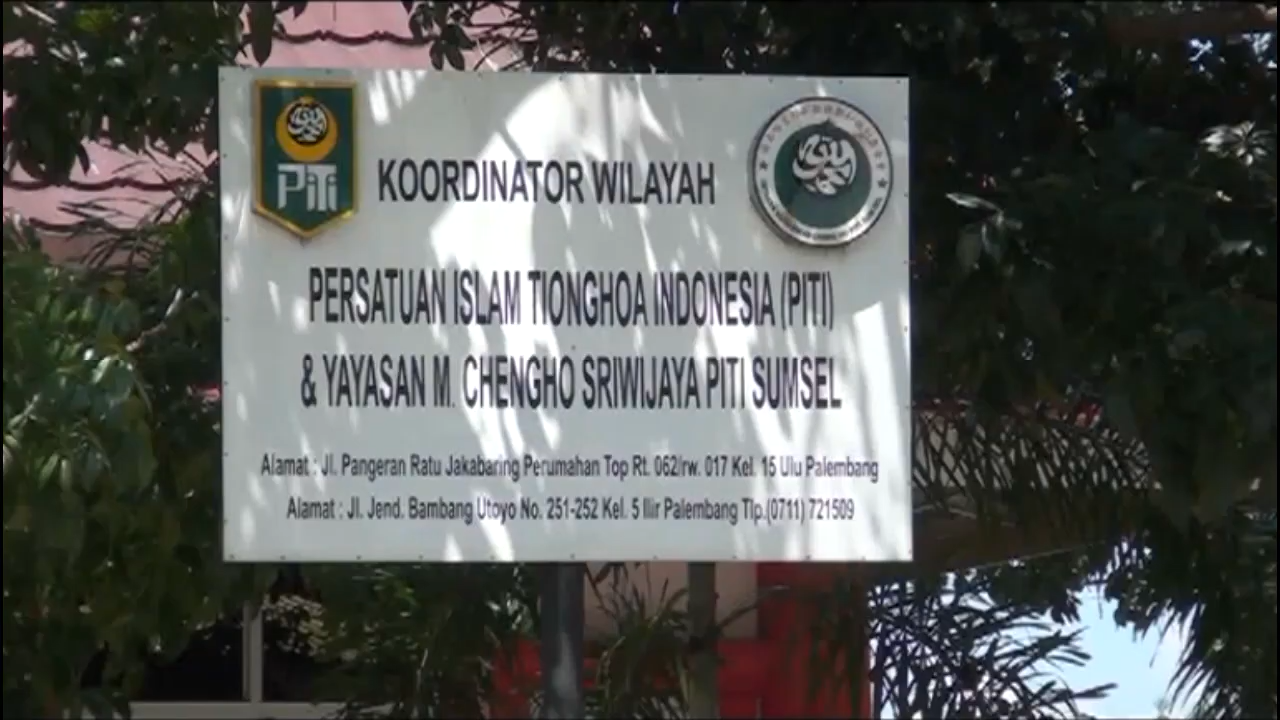 PiTi
KOORDINATOR WILAYAH
PERSATUAN ISLAM TIONGHOA INDONESIA (PITI)
& YAYASAN M. CHENGHO SRIWIJAYA PITI SUMSEL
Alamat : Jl. Pangeran Ratu Jakabaring Perumahan Top Rt. 062/rw. 017 Kel. 15 Ulu Palembang
Alamat : Jl. Jend. Bambang Utoyo No. 251-252 Kel. 5 Ilir Palembang Tlp.(0711) 721509